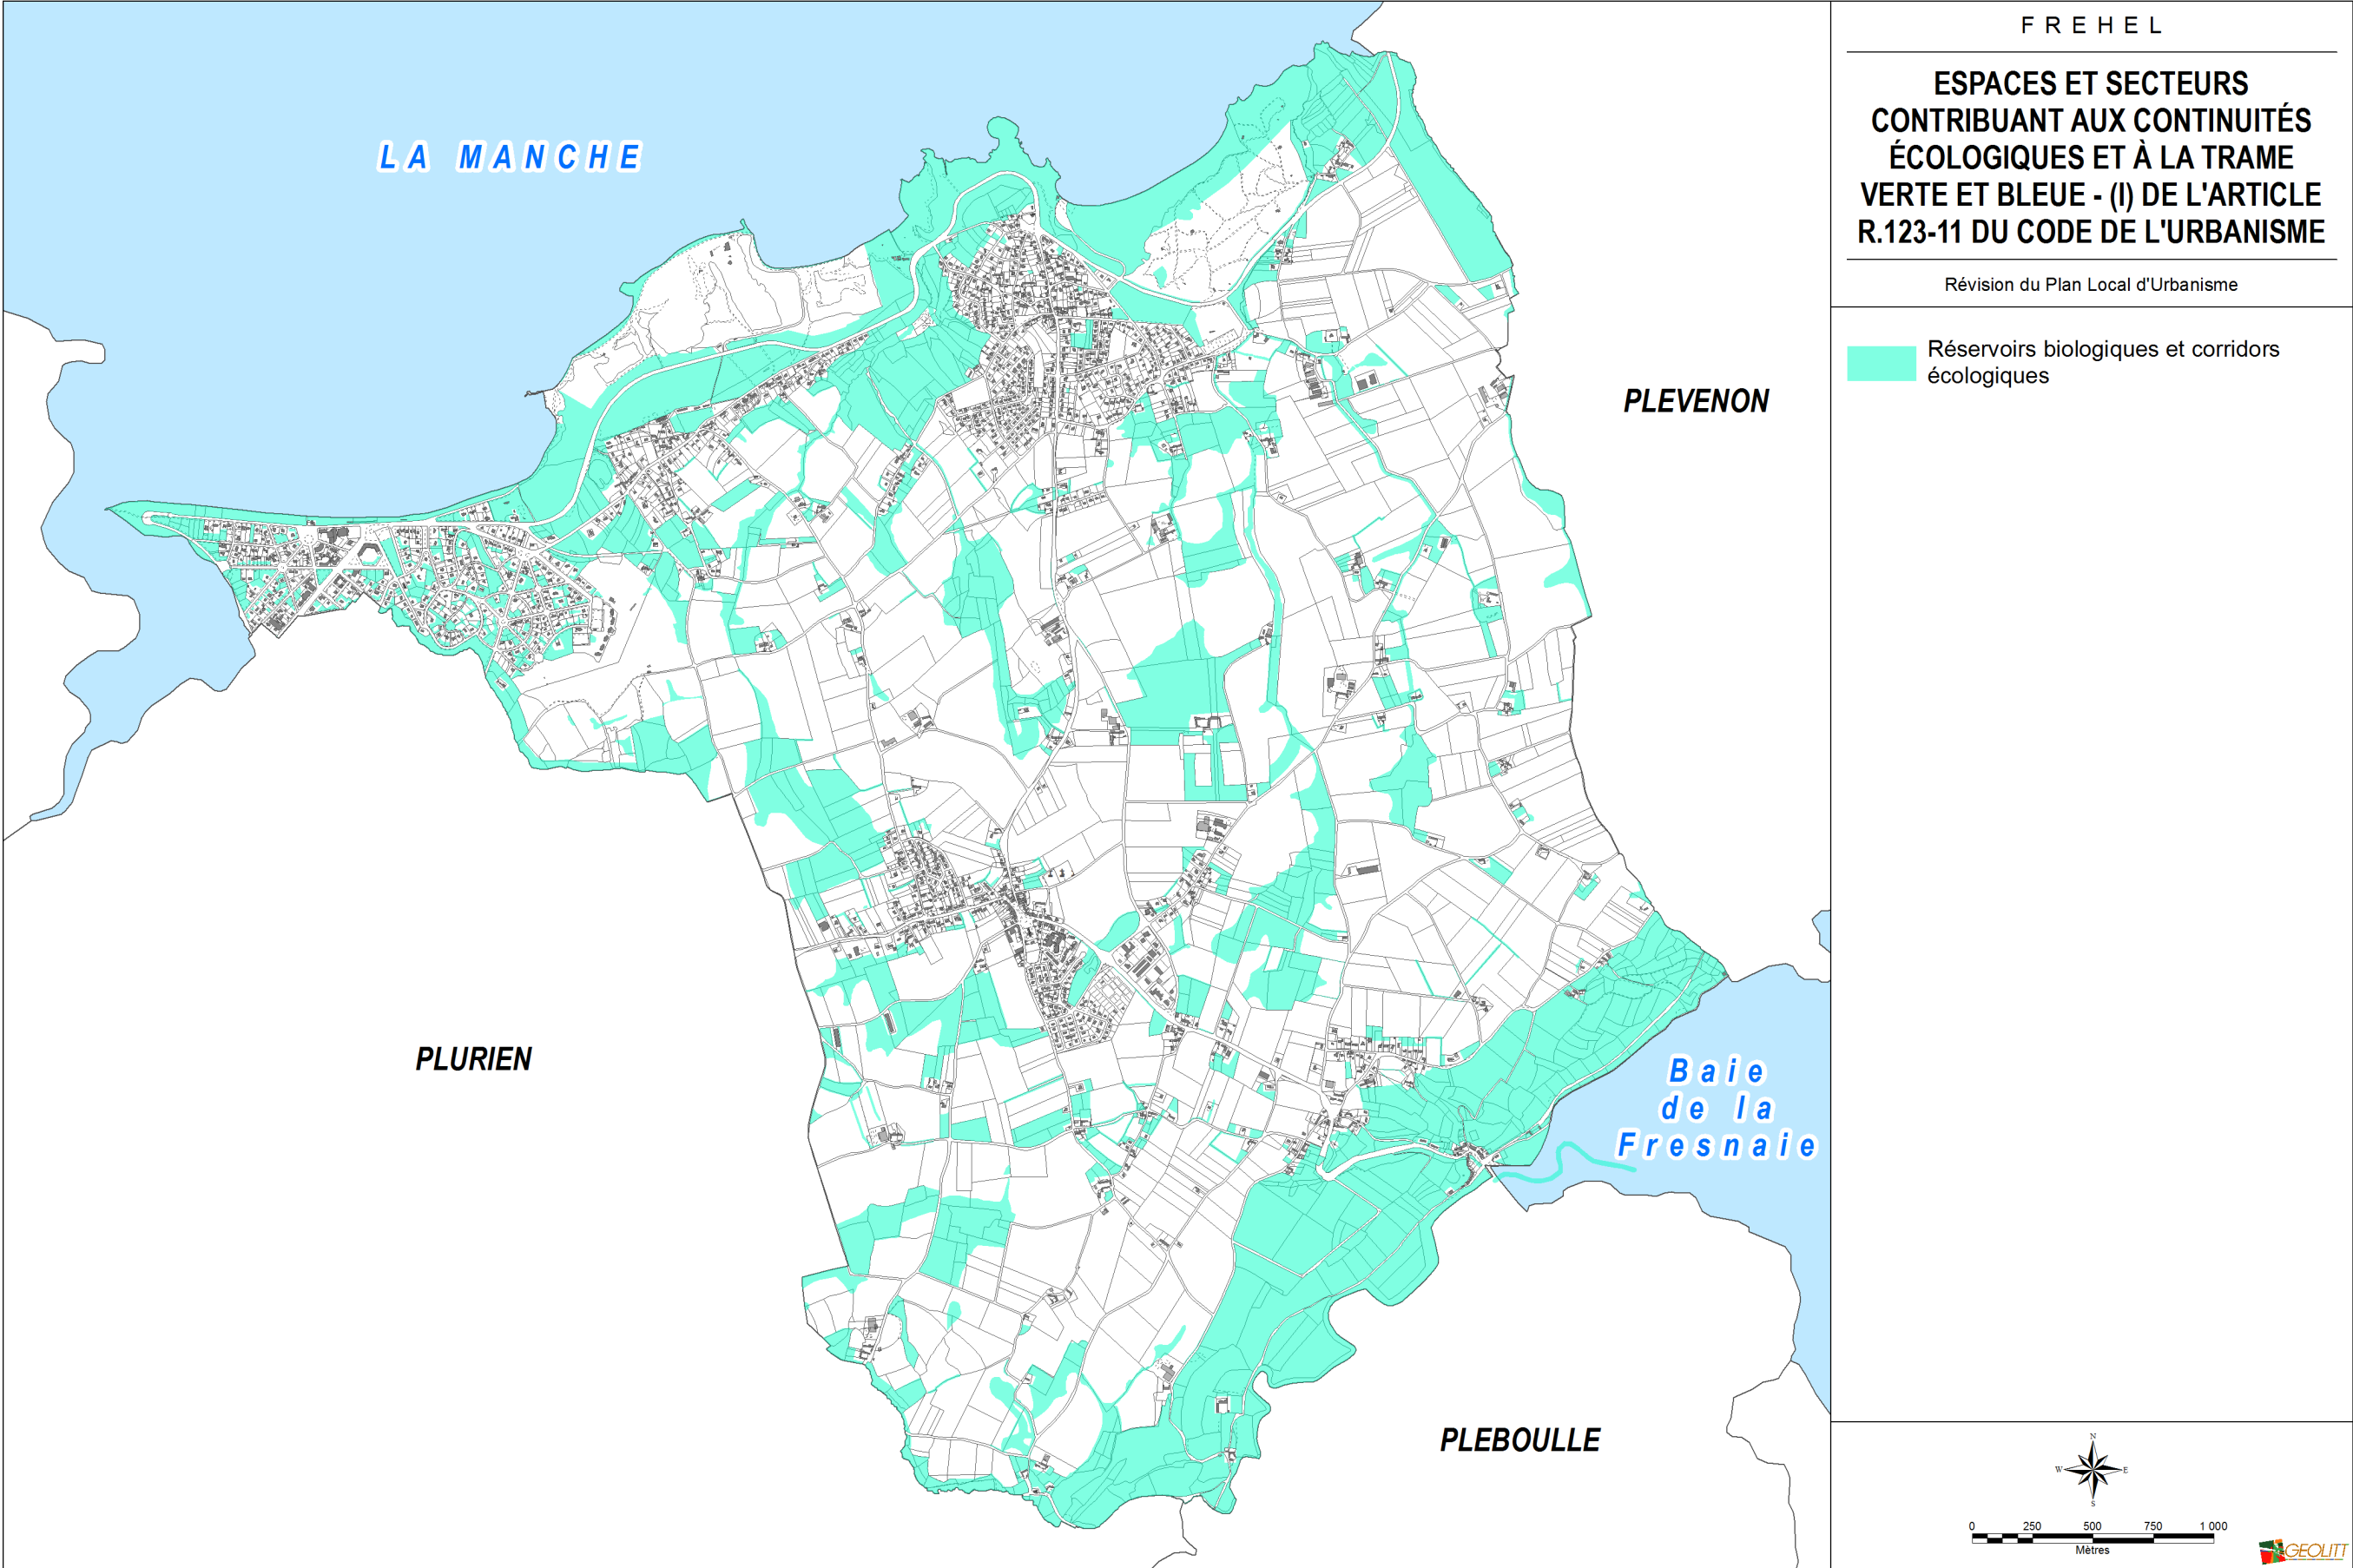 F R E H E L
ESPACES ET SECTEURS
CONTRIBUANT AUX CONTINUITÉS
ÉCOLOGIQUES ET À LA TRAME
VERTE ET BLEUE - (I) DE L'ARTICLE
R.123-11 DU CODE DE L'URBANISME
Révision du Plan Local d'Urbanisme
Réservoirs biologiques et corridors
écologiques
LA MANCHE
PLEVENON
PLURIEN
Baie
de la
Fresnaie
PLEBOULLE
N
W E
S
0 250 500 750 1 000
Mètres
GEOLITT